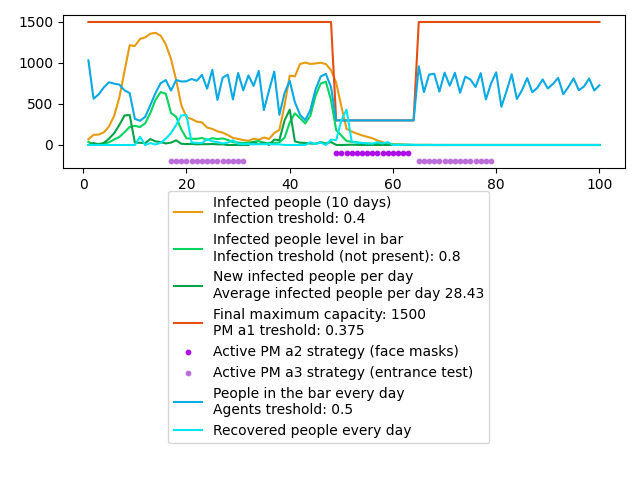 1500
1000
500
0
0
20
40
60
80
100
Infected people (10 days)
Infection treshold: 0.4
Infected people level in bar
Infection treshold (not present): 0.8
New infected people per day
Average infected people per day 28.43
Final maximum capacity: 1500
PM a1 treshold: 0.375
Active PM a2 strategy (face masks)
Active PM a3 strategy (entrance test)
People in the bar every day
Agents treshold: 0.5
Recovered people every day